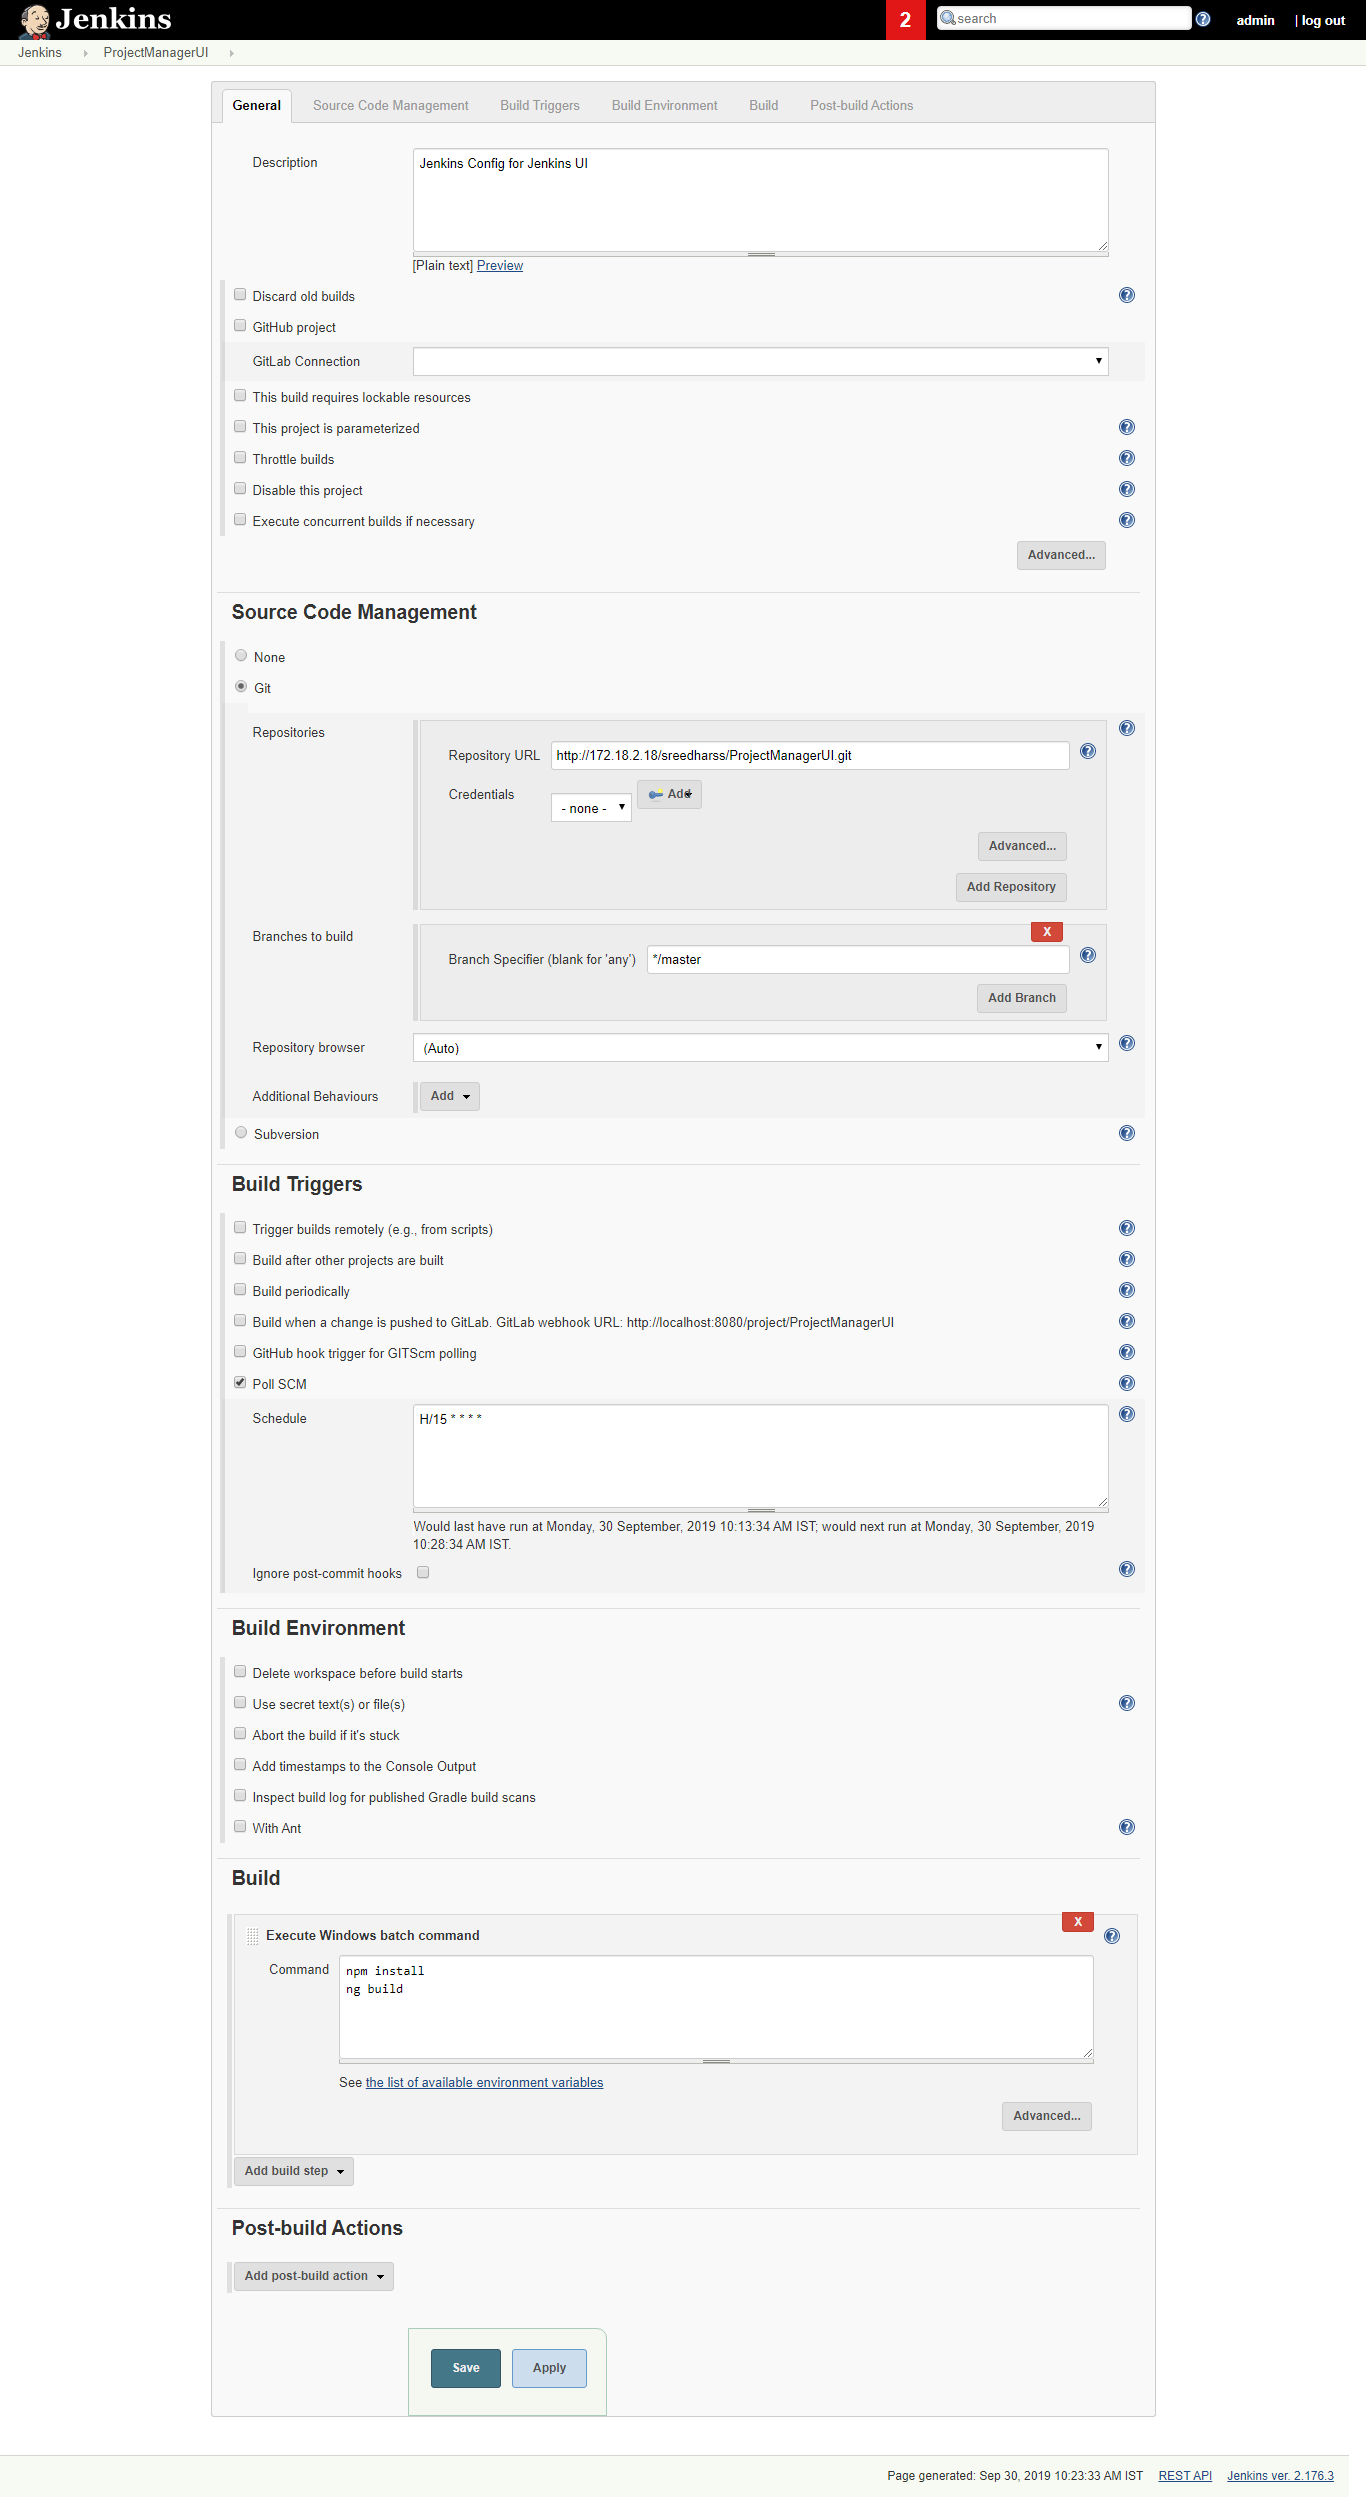 Jenkins
2
search
admin
| log out
Jenkins
ProjectManagerUI
General
Source Code Management
Build Triggers
Build Environment
Build
Post-build Actions
Description
Jenkins Config for Jenkins UI
[Plain text] Preview
Discard old builds
GitHub project
GitLab Connection
This build requires lockable resources
This project is parameterized
Throttle builds
Disable this project
Execute concurrent builds if necessary
Advanced...
Source Code Management
None
Git
Repositories
Repository URL
http://172.18.2.18/sreedharss/ProjectManagerUI.git
Credentials
- none -
Add
Advanced...
Add Repository
Branches to build
X
Branch Specifier (blank for 'any')
*/master
Add Branch
Repository browser
(Auto)
Additional Behaviours
Add
Subversion
Build Triggers
Trigger builds remotely (e.g., from scripts)
Build after other projects are built
Build periodically
Build when a change is pushed to GitLab. GitLab webhook URL: http://localhost:8080/project/ProjectManagerUI
GitHub hook trigger for GITScm polling
Poll SCM
Schedule
H/15 * * * *
Would last have run at Monday, 30 September, 2019 10:13:34 AM IST; would next run at Monday, 30 September, 2019
10:28:34 AM IST.
Ignore post-commit hooks
Build Environment
Delete workspace before build starts
Use secret text(s) or file(s)
Abort the build if it's stuck
Add timestamps to the Console Output
Inspect build log for published Gradle build scans
With Ant
Build
X
Execute Windows batch command
Command
npm install
ng build
See the list of available environment variables
Advanced...
Add build step
Post-build Actions
Add post-build action
Save
Apply
Page generated: Sep 30, 2019 10:23:33 AM IST
REST API
Jenkins ver. 2.176.3